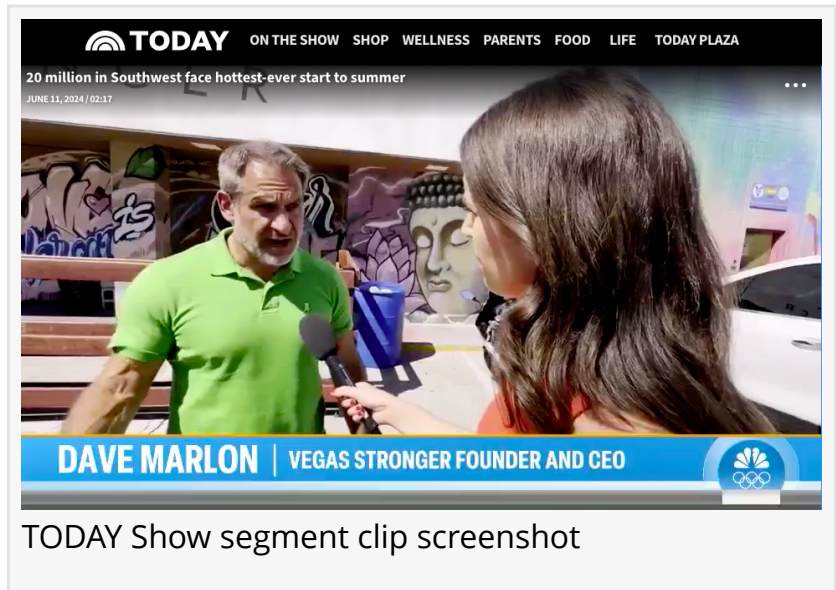 TODAY
ON THE SHOW SHOP WELLNESS PARENTS FOOD LIFE TODAY PLAZA
20 million in Southwest face hottest-ever start to summer
JUNE 11, 2024 / 02:17
IS
DAVE MARLON | VEGAS STRONGER FOUNDER AND CEO
TODAY Show segment clip screenshot